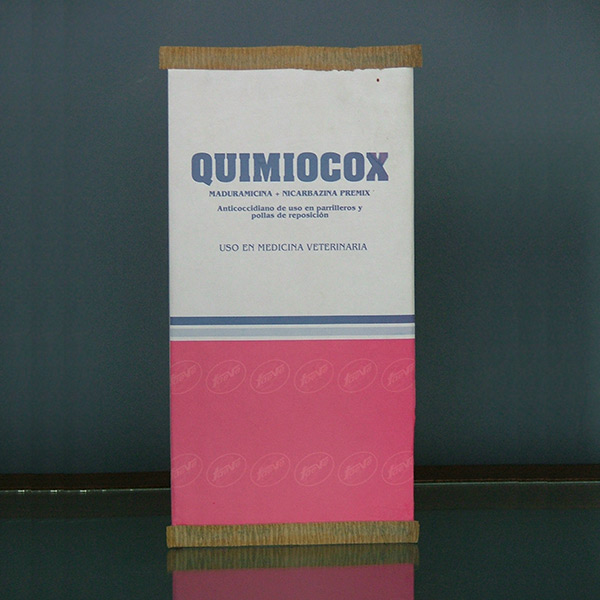 QUIMIOCOX
MADURAMICINA + NICARBAZINA PREMIX
Anticoccidiano de uso en parrilleros y
pollas de reposición
USO EN MEDICINA VETERINARIA